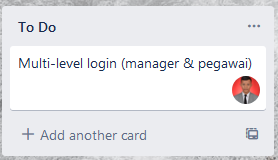 To Do
Multi-level login (manager & pegawai)
Add another card